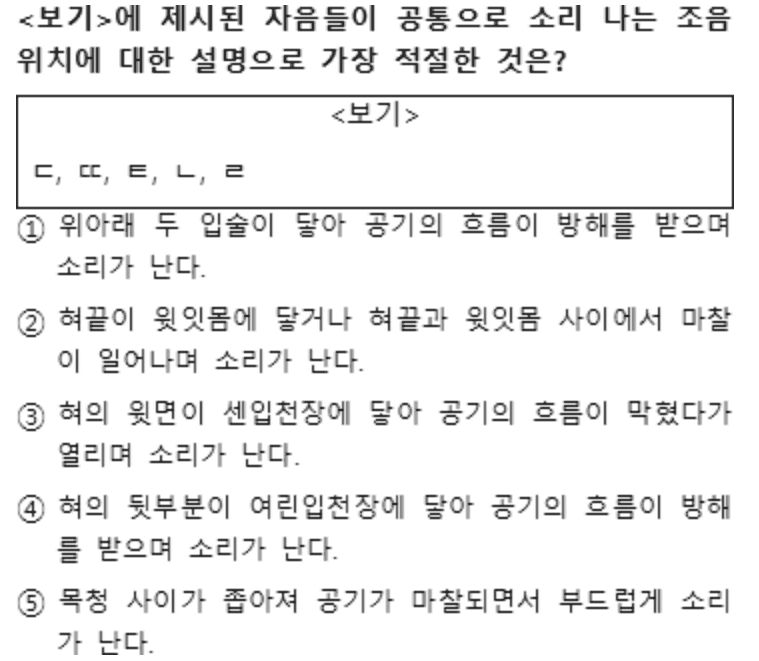 <보기>에 제시된 자음들이 공통으로 소리 나는 조음
위치에 대한 설명으로 가장 적절한 것은?
<보기>
ㄷ, ㄸ, ㅌ, ㄴ, ㄹ
① 위아래 두 입술이 닿아 공기의 흐름이 방해를 받으며
소리가 난다.
② 혀끝이 윗잇몸에 닿거나 혀끝과 윗잇몸 사이에서 마찰
이 일어나며 소리가 난다.
③ 혀의 윗면이 센입천장에 닿아 공기의 흐름이 막혔다가
열리며 소리가 난다.
④ 혀의 뒷부분이 여린입천장에 닿아 공기의 흐름이 방해
를 받으며 소리가 난다.
⑤ 목청 사이가 좁아져 공기가 마찰되면서 부드럽게 소리
가 난다.